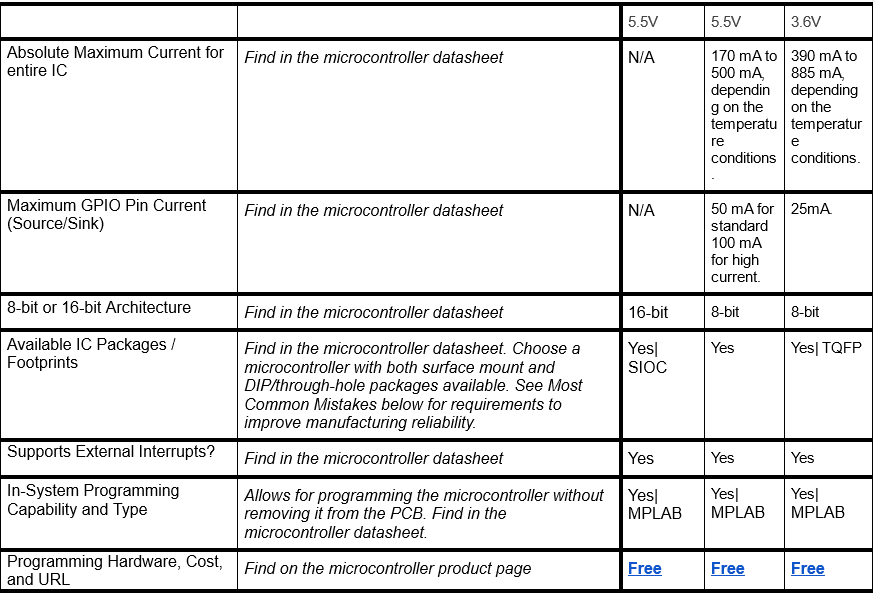 5.5V 5.5V 3.6V
Absolute Maximum Current for
entire IC
Find in the microcontroller datasheet
N/A
170 mA to
500 mA,
dependin
g on the
temperatu
re
conditions
.
390 mA to
885 mA,
depending
on the
temperatur
e
conditions.
Maximum GPIO Pin Current
(Source/Sink)
Find in the microcontroller datasheet
N/A
50 mA for
standard
100 mA
for high
current.
25mA.
8-bit or 16-bit Architecture
Find in the microcontroller datasheet
16-bit
8-bit
8-bit
Available IC Packages /
Footprints
Find in the microcontroller datasheet. Choose a
microcontroller with both surface mount and
DIP/through-hole packages available. See Most
Common Mistakes below for requirements to
improve manufacturing reliability.
Yes|
SIOC
Yes
Yes| TQFP
Supports External Interrupts?
Find in the microcontroller datasheet
Yes
Yes
Yes
In-System Programming
Capability and Type
Allows for programming the microcontroller without
removing it from the PCB. Find in the
microcontroller datasheet.
Yes|
MPLAB
Yes|
MPLAB
Yes|
MPLAB
Programming Hardware, Cost,
and URL
Find on the microcontroller product page
Free
Free
Free